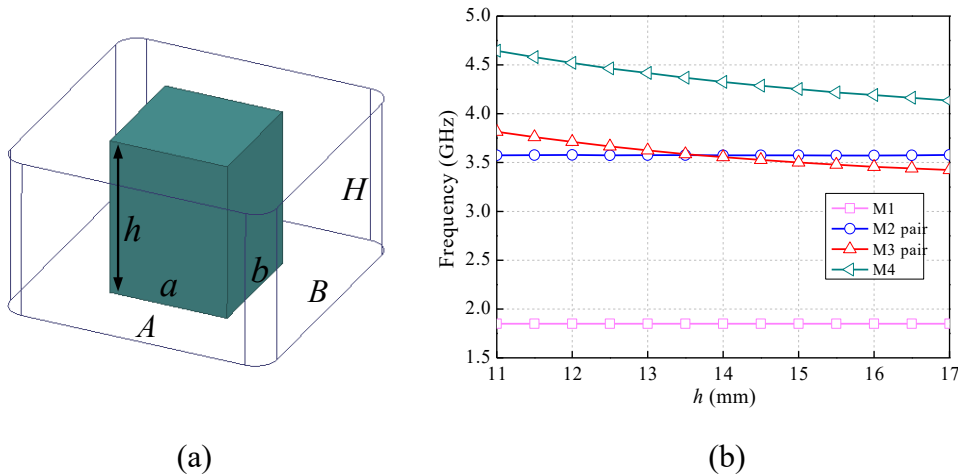 h
a
b
A
B
H
(a)
5.0
4.5
4.0
3.5
3.0
2.5
2.0
1.5
Frequency (GHz)
M1
M2 pair
M3 pair
M4
11 12 13 14 15 16 17
h (mm)
(b)